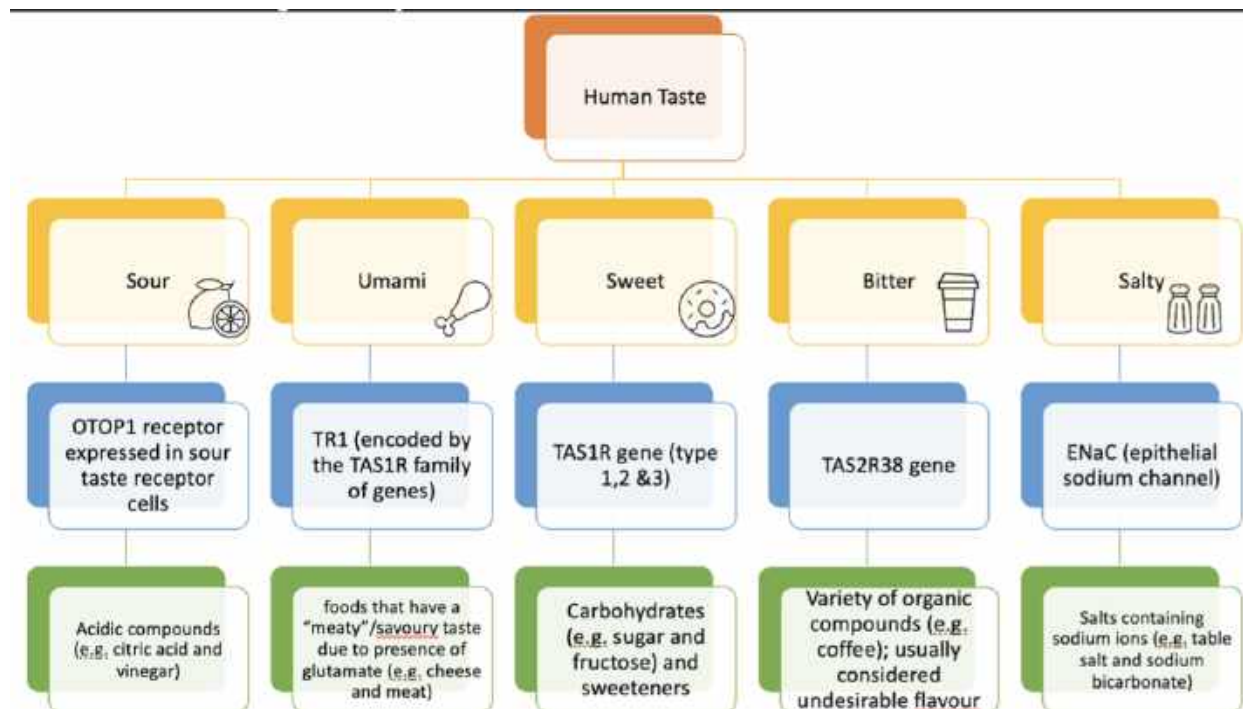 Human Taste
Sour
Umami
Sweet
Bitter
Salty
OTOP1 receptor
expressed in sour
taste receptor
cells
TR1 (encoded by
the TAS1R family
of genes)
TAS1R gene (type
1,2 &3)
TAS2R38 gene
ENaC (epithelial
sodium channel)
Acidic compounds
(e.g. citric acid and
vinegar)
foods that have a
“meaty”/savoury taste
due to presence of
glutamate (e.g. cheese
and meat)
Carbohydrates
(e.g. sugar and
fructose) and
sweeteners
Variety of organic
compounds (e.g.
coffee); usually
considered
undesirable flavour
Salts containing
sodium ions (e.g. table
salt and sodium
bicarbonate)